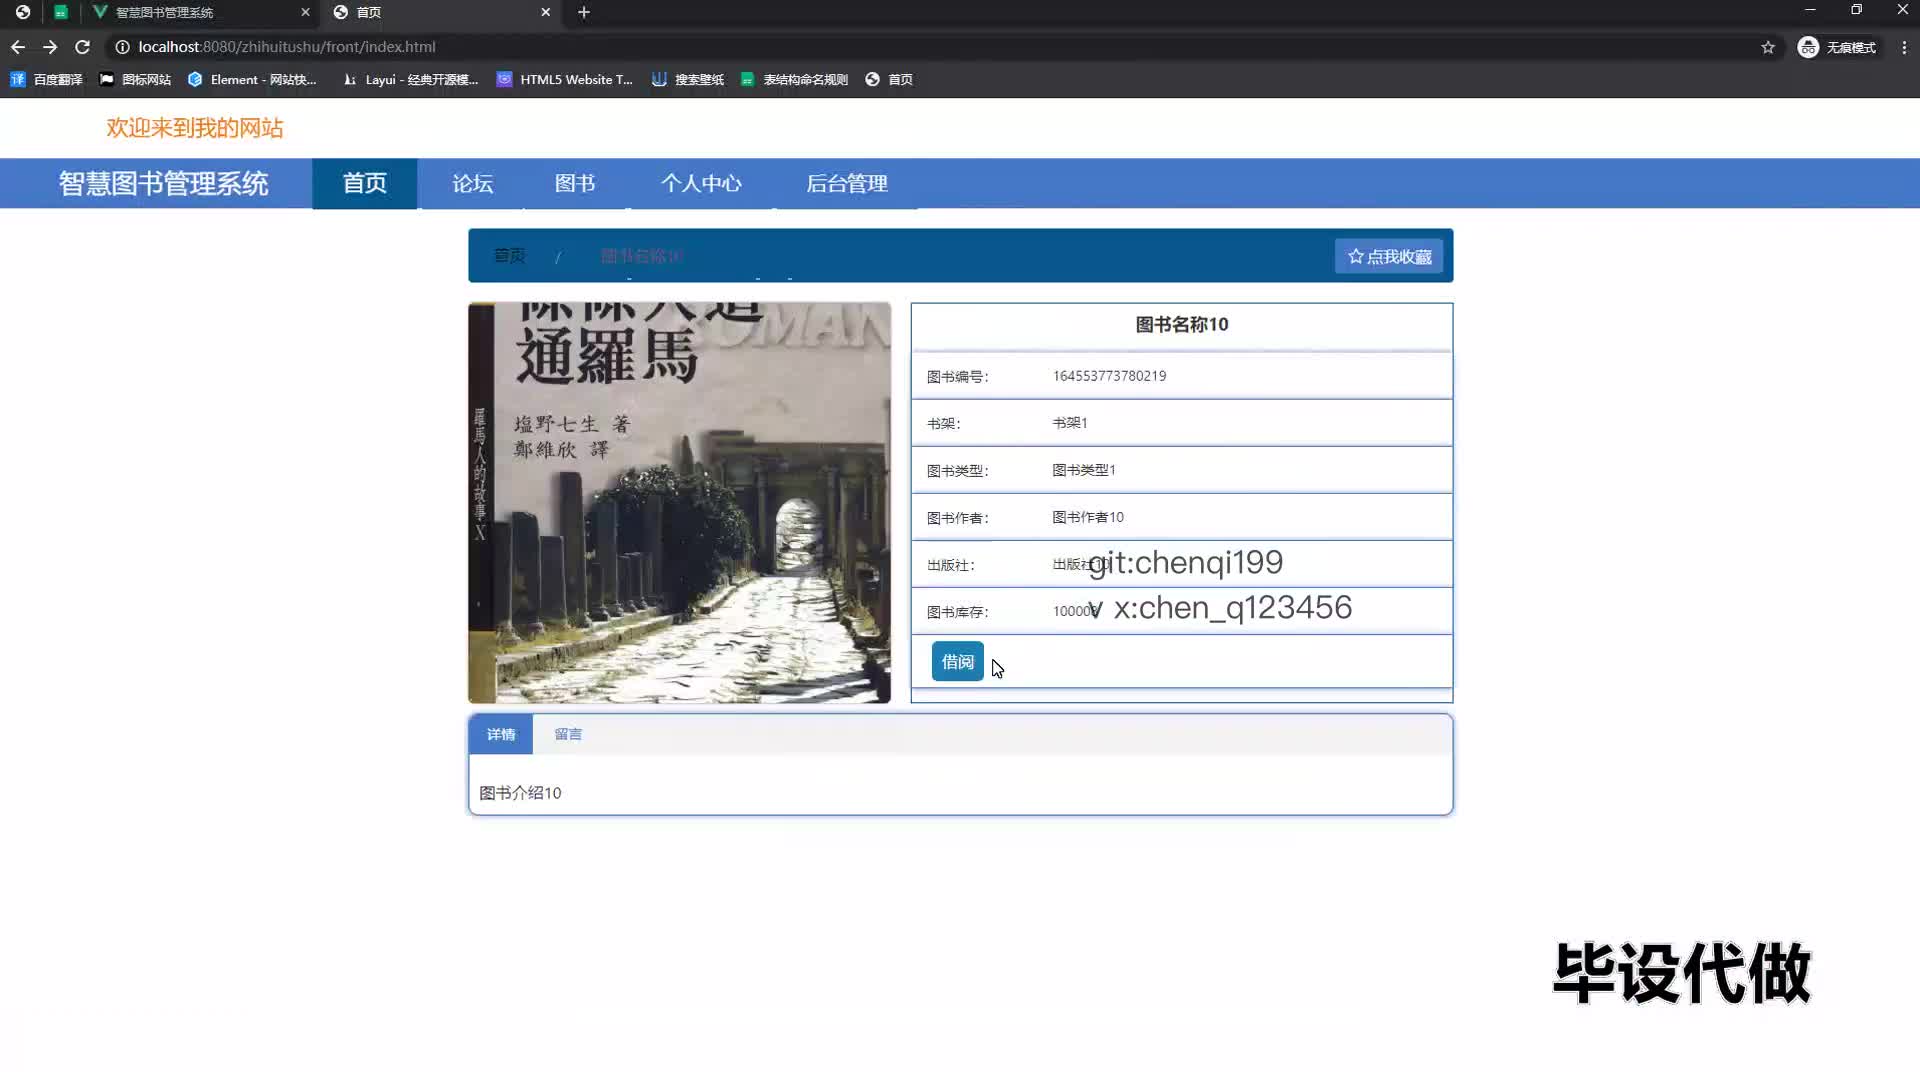 智慧图书管理系统
首页
localhost:8080/zhihuitushu/front/index.html
无痕模式
百度翻译
图标网站
Element - 网站快...
Layui - 经典开源模...
HTML5 Website T...
搜索壁纸
表结构命名规则
首页
欢迎来到我的网站
智慧图书管理系统
首页
论坛
图书
个人中心
后台管理
首页 / 图书名称10
点我收藏
通羅馬
塩野七生 著
鄭維欣 譯
羅馬人的故事X
图书名称10
图书编号: 164553773780219
书架: 书架1
图书类型: 图书类型1
图书作者: 图书作者10
出版社: 出版社10
git:chenqi199
图书库存:
v x:chen_q123456
借阅
详情
留言
图书介绍10
毕设代做